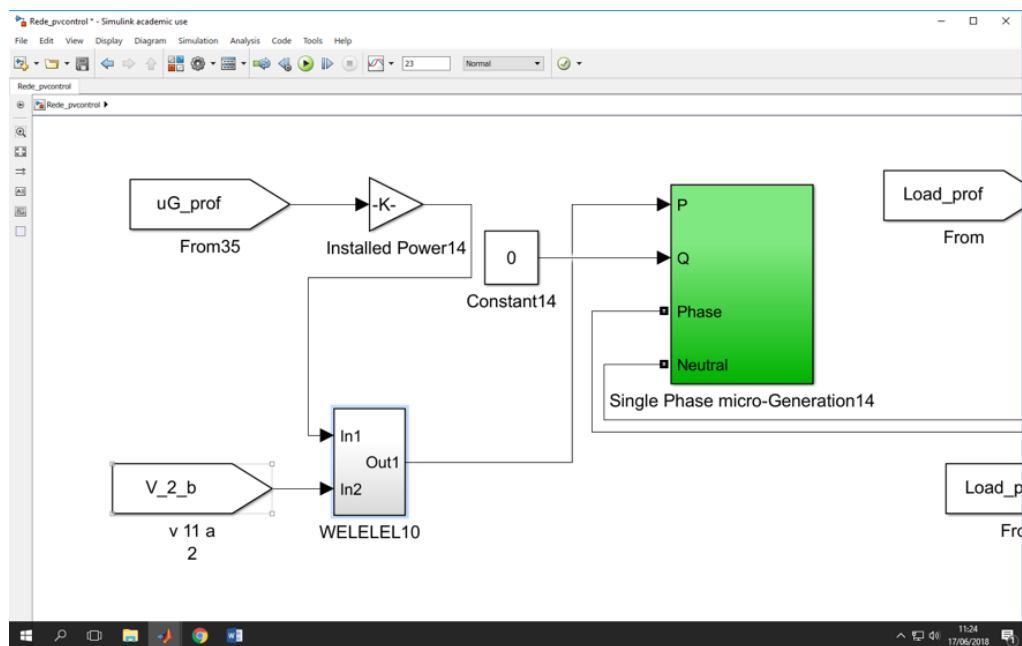 Rede_pvcontrol * - Simulink academic use
File Edit View Display Diagram Simulation Analysis Code Tools Help
23 Normal
Rede_pvcontrol
Rede_pvcontrol
uG_prof
From35
-K-
Installed Power14
0
Constant14
P
Q
Phase
Neutral
Single Phase micro-Generation14
Load_prof
From
V_2_b
v 11 a
2
In1
In2
Out1
WELELEL10
Load_p
Fro
11:24
17/06/2018